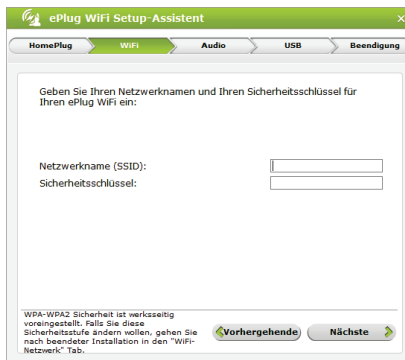 ePlug WiFi Setup-Assistent
HomePlug WiFi Audio USB Beendigung
Geben Sie Ihren Netzwerknamen und Ihren Sicherheitsschlüssel für
Ihren ePlug WiFi ein:
Netzwerkname (SSID):
Sicherheitsschlüssel:
WPA-WPA2 Sicherheit ist werksseitig
voreingestellt. Falls Sie diese
Sicherheitsstufe ändern wollen, gehen Sie
nach beendeter Installation in den "WiFi-
Netzwerk" Tab.
Vorhergehende Nächste